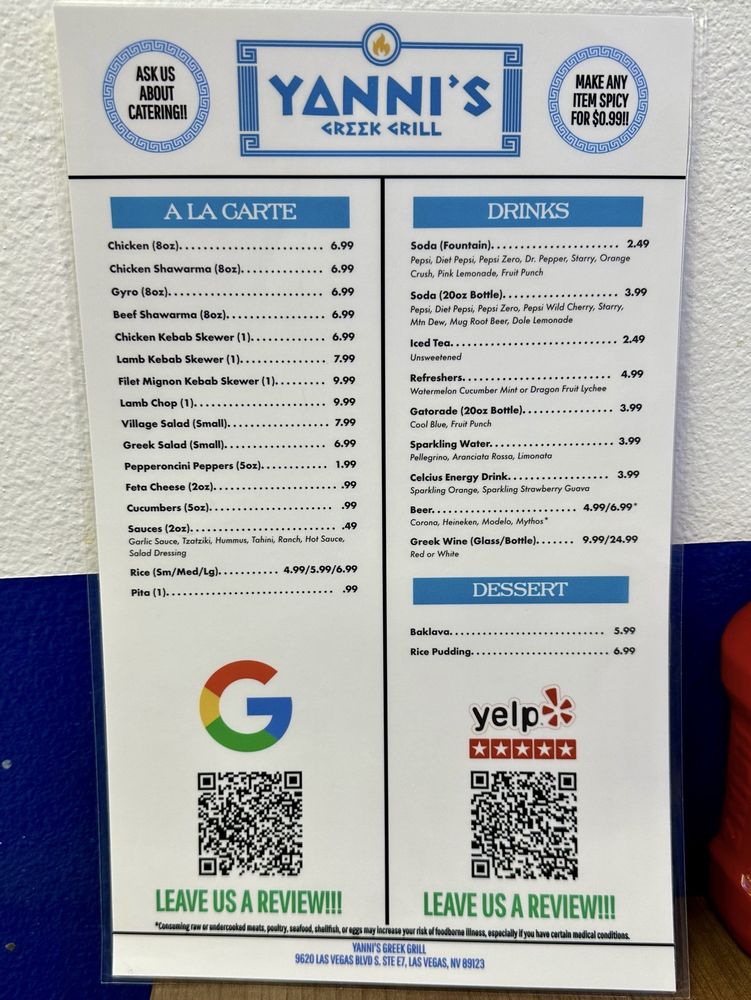 ASK US
ABOUT
CATERING!!
YANNI'S
GREEK GRILL
MAKE ANY
ITEM SPICY
FOR $0.99!!
A LA CARTE
Chicken (8oz)........................ 6.99
Chicken Shawarma (8oz).............. 6.99
Gyro (8oz).......................... 6.99
Beef Shawarma (8oz)................. 6.99
Chicken Kebab Skewer (1)............. 6.99
Lamb Kebab Skewer (1)............... 7.99
Filet Mignon Kebab Skewer (1)......... 9.99
Lamb Chop (1)....................... 9.99
Village Salad (Small).................. 7.99
Greek Salad (Small).................. 6.99
Pepperoncini Peppers (5oz)........... 1.99
Feta Cheese (2oz)..................... .99
Cucumbers (5oz)...................... .99
Sauces (2oz)......................... .49
Garlic Sauce, Tzatziki, Hummus, Tahini, Ranch, Hot Sauce,
Salad Dressing
Rice (Sm/Med/Lg).......... 4.99/5.99/6.99
Pita (1)............................. .99
DRINKS
Soda (Fountain)...................... 2.49
Pepsi, Diet Pepsi, Pepsi Zero, Dr. Pepper, Starry, Orange
Crush, Pink Lemonade, Fruit Punch
Soda (20oz Bottle).................... 3.99
Pepsi, Diet Pepsi, Pepsi Zero, Pepsi Wild Cherry, Starry,
Mtn Dew, Mug Root Beer, Dole Lemonade
Iced Tea............................. 2.49
Unsweetened
Refreshers........................... 4.99
Watermelon Cucumber Mint or Dragon Fruit Lychee
Gatorade (20oz Bottle)................ 3.99
Cool Blue, Fruit Punch
Sparkling Water...................... 3.99
Pellegrino, Aranciata Rossa, Limonata
Celcius Energy Drink.................. 3.99
Sparkling Orange, Sparkling Strawberry Guava
Beer.......................... 4.99/6.99*
Corona, Heineken, Modelo, Mythos*
Greek Wine (Glass/Bottle)....... 9.99/24.99
Red or White
DESSERT
Baklava............................. 5.99
Rice Pudding......................... 6.99
G
LEAVE US A REVIEW!!!
yelp
LEAVE US A REVIEW!!!
*Consuming raw or undercooked meats, poultry, seafood, shellfish, or eggs may increase your risk of foodborne illness, especially if you have certain medical conditions.
YANNI'S GREEK GRILL
9620 LAS VEGAS BLVD S. STE E7, LAS VEGAS, NV 89123